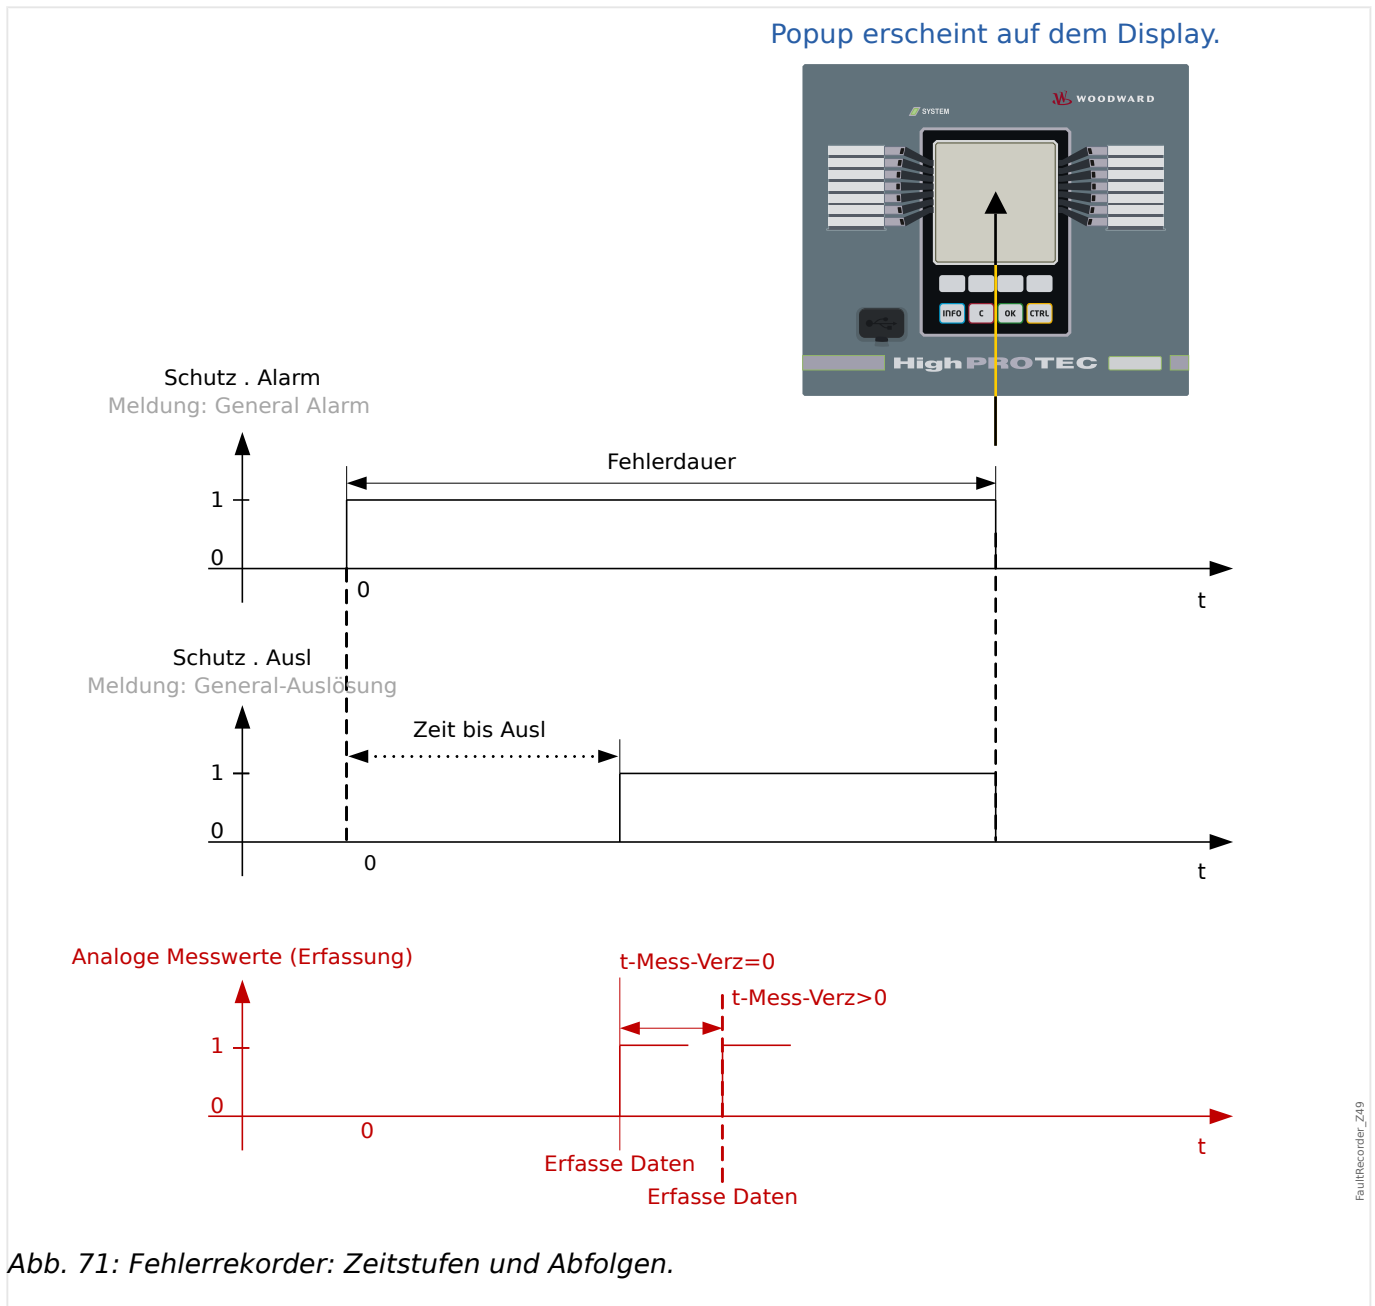 Popup erscheint auf dem Display.
WOODWARD
SYSTEM
INFO
C
OK
CTRL
HighPROTEC
Schutz . Alarm
Meldung: General Alarm
Fehlerdauer
1
0
0
t
Schutz . Ausl
Meldung: General-Auslösung
Zeit bis Ausl
1
0
0
t
Analoge Messwerte (Erfassung)
t-Mess-Verz=0
t-Mess-Verz>0
1
0
0
t
Erfasse Daten
Erfasse Daten
FaultRecorder_Z49
Abb. 71: Fehlerrekorder: Zeitstufen und Abfolgen.